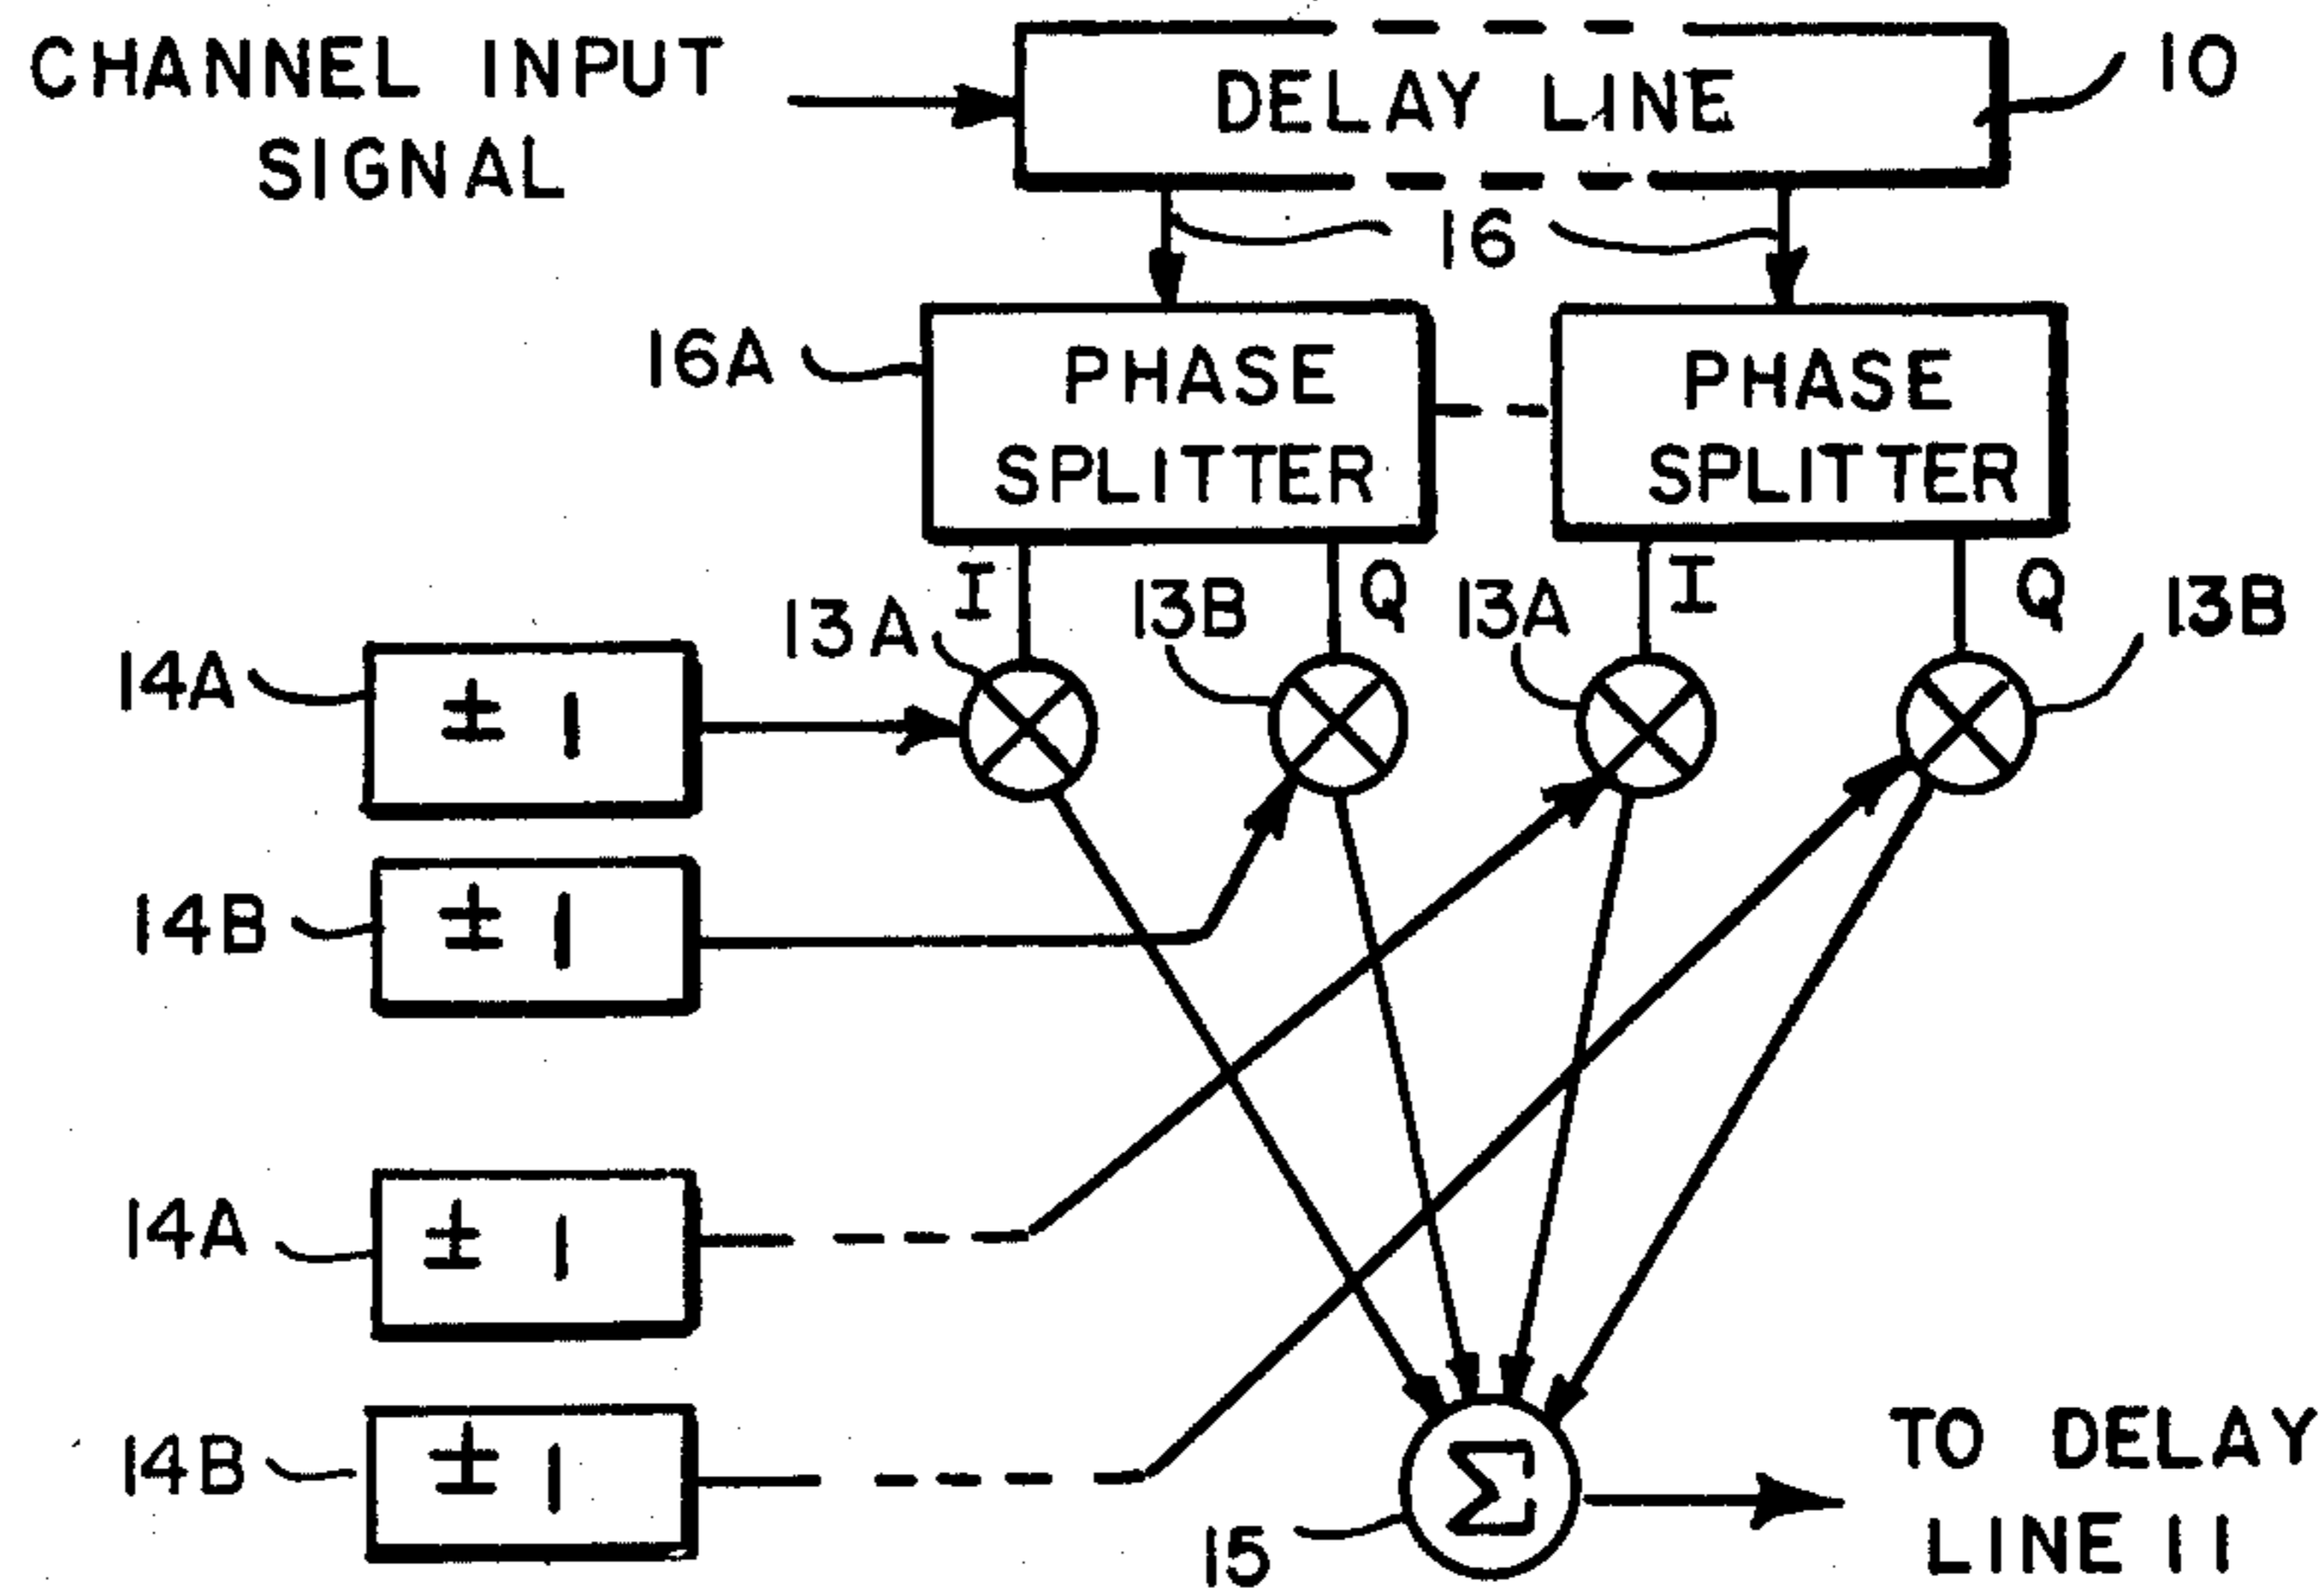 CHANNEL INPUT
SIGNAL
DELAY LINE
10
16
16A
PHASE
SPLITTER
PHASE
SPLITTER
I
Q
I
Q
13A
13B
13A
13B
14A
± 1
14B
± 1
14A
± 1
14B
± 1
Σ
15
TO DELAY
LINE 11